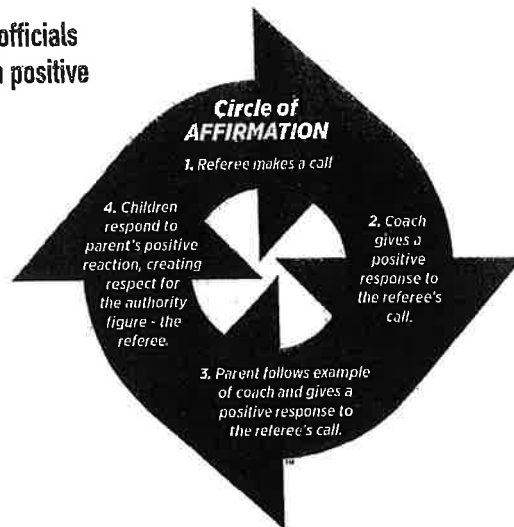 officials
positive
Circle of
AFFIRMATION
1. Referee makes a call
2. Coach
gives a
positive
response to
the referee's
call.
3. Parent follows example
of coach and gives a
positive response to
the referee's call.
TM
4. Children
respond to
parent's positive
reaction, creating
respect for
the authority
figure - the
referee.